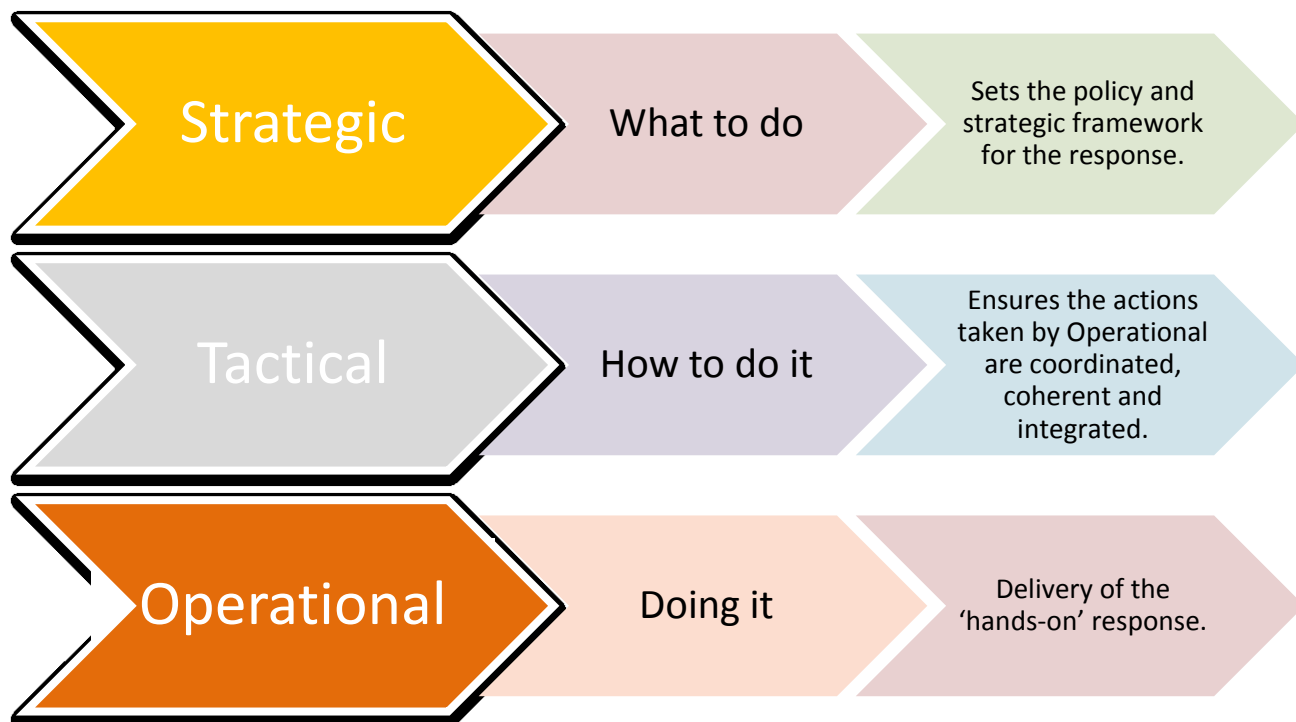 Strategic
What to do
Sets the policy and
strategic framework
for the response.
Tactical
How to do it
Ensures the actions
taken by Operational
are coordinated,
coherent and
integrated.
Operational
Doing it
Delivery of the
‘hands-on’ response.